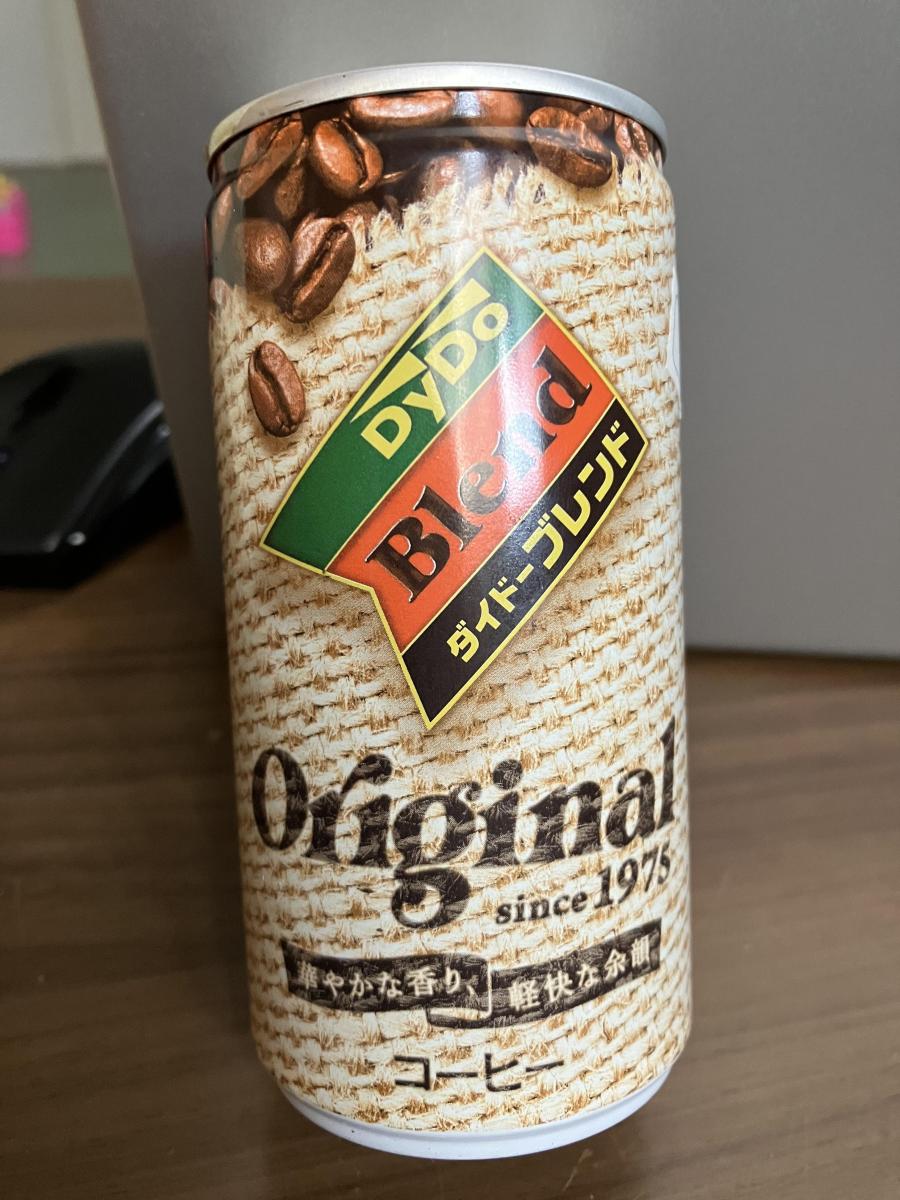 DyDo
Blend
ダイドーブレンド
Original
since 1975
華やかな香り、軽快な余韻
コーヒー